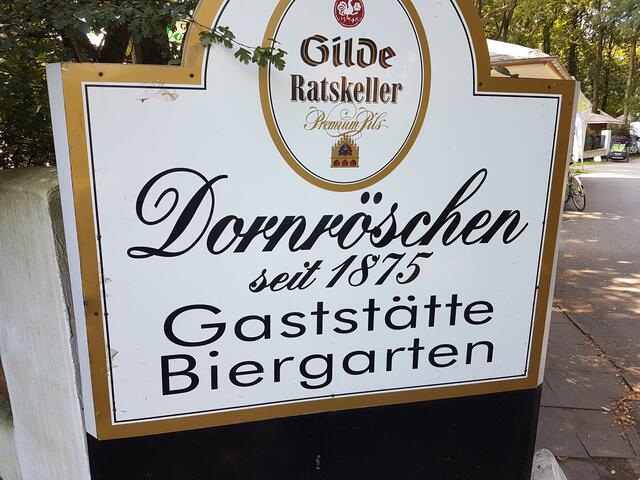 Gilde
Ratskeller
Premium Pils
Dornröschen
seit 1875
Gaststätte
Biergarten